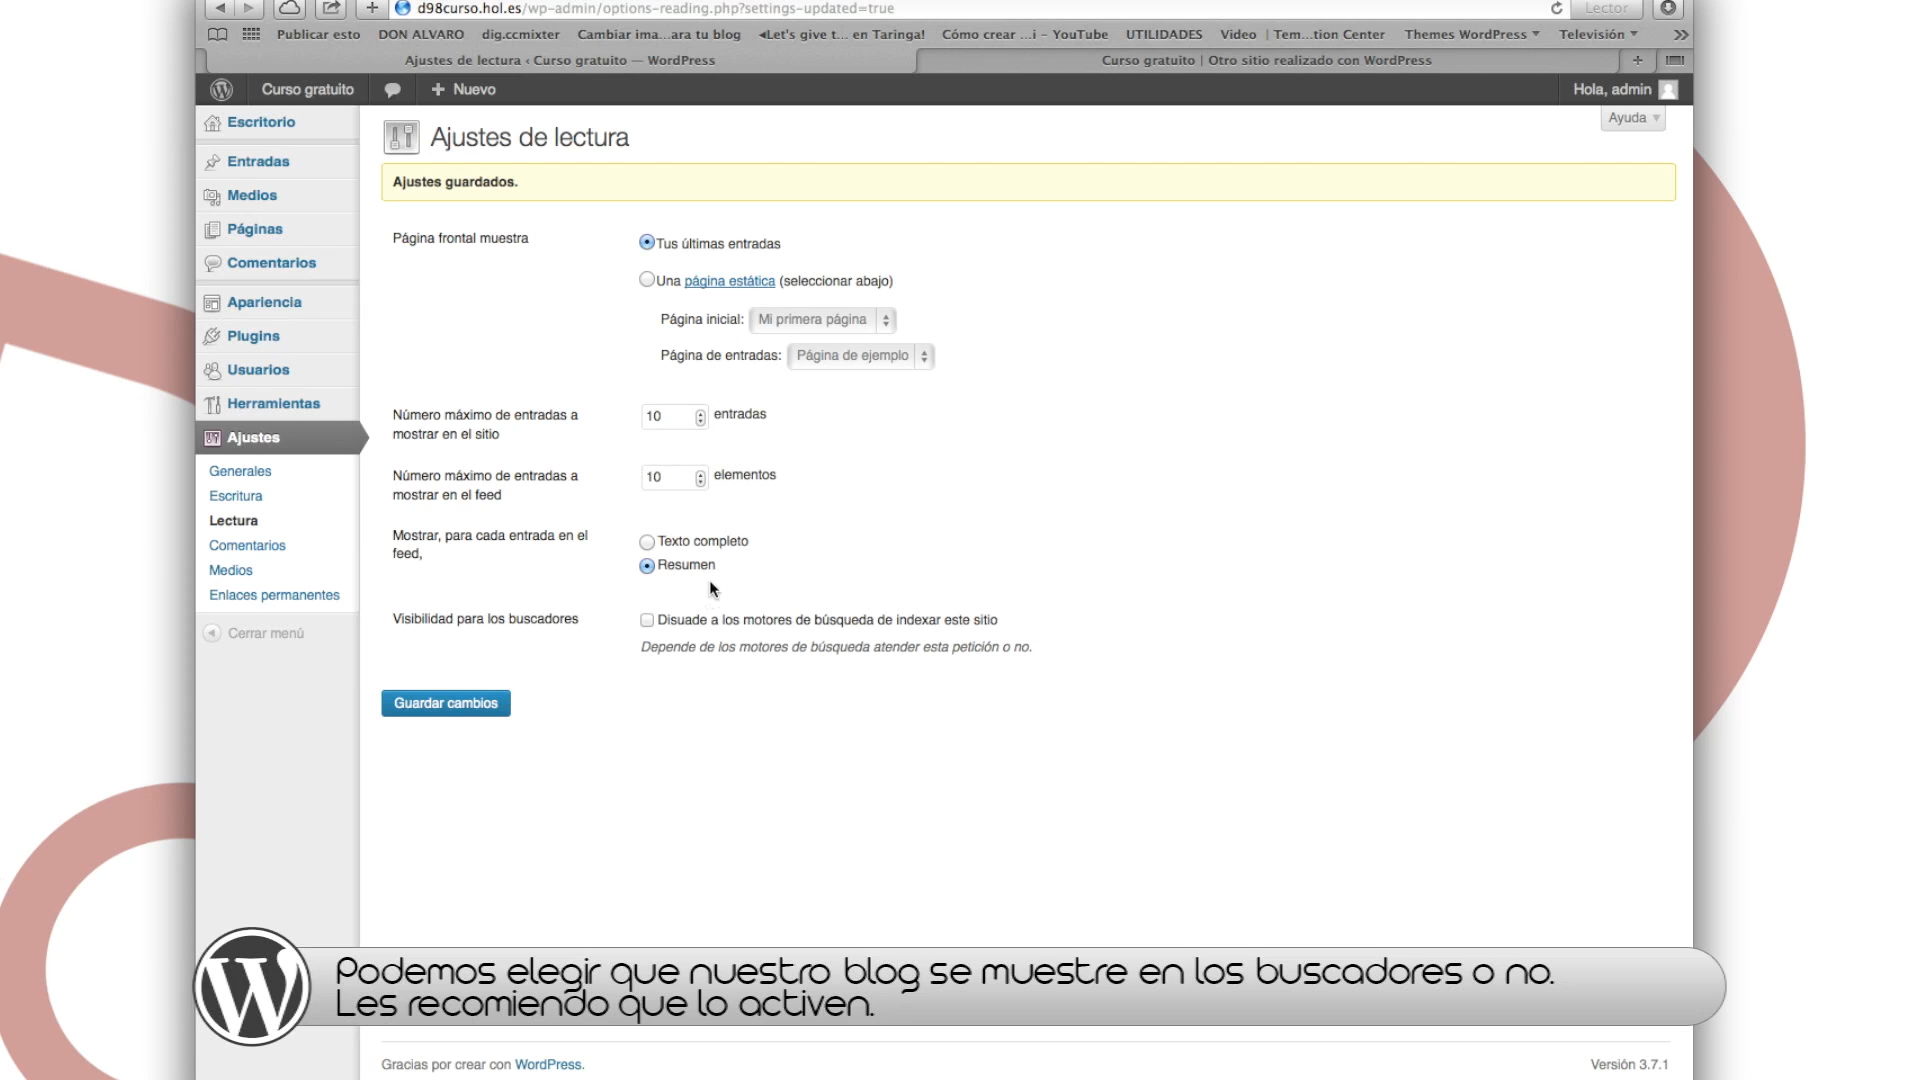 d98curso.hol.es/wp-admin/options-reading.php?settings-updated=true
Lector
Publicar esto DON ALVARO dig.ccmixter Cambiar ima...ara tu blog Let's give t... en Taringa! Cómo crear ...i – YouTube UTILIDADES Video Tem...tion Center Themes WordPress Televisión
Ajustes de lectura ‹ Curso gratuito — WordPress
Curso gratuito | Otro sitio realizado con WordPress
Curso gratuito
+ Nuevo
Hola, admin
Escritorio
Entradas
Medios
Páginas
Comentarios
Apariencia
Plugins
Usuarios
Herramientas
Ajustes
Generales
Escritura
Lectura
Comentarios
Medios
Enlaces permanentes
Cerrar menú
Ayuda
Ajustes de lectura
Ajustes guardados.
Página frontal muestra
Tus últimas entradas
Una página estática (seleccionar abajo)
Página inicial: Mi primera página
Página de entradas: Página de ejemplo
Número máximo de entradas a
mostrar en el sitio
10 entradas
Número máximo de entradas a
mostrar en el feed
10 elementos
Mostrar, para cada entrada en el
feed,
Texto completo
Resumen
Visibilidad para los buscadores
Disuade a los motores de búsqueda de indexar este sitio
Depende de los motores de búsqueda atender esta petición o no.
Guardar cambios
Podemos elegir que nuestro blog se muestre en los buscadores o no.
Les recomiendo que lo activen.
Gracias por crear con WordPress.
Versión 3.7.1